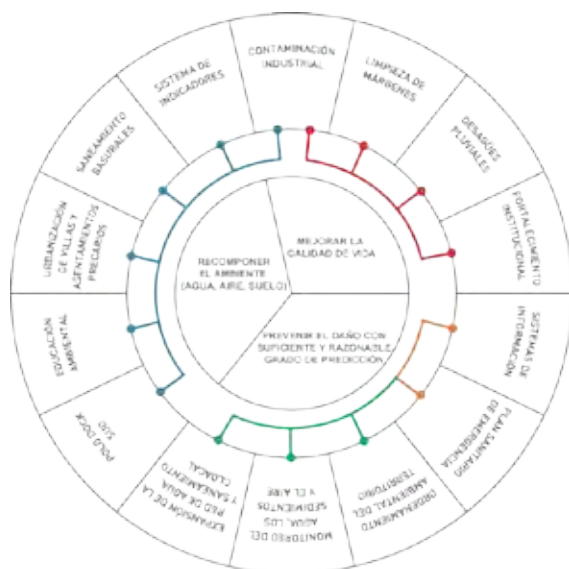 CONTAMINACIÓN
INDUSTRIAL
LIMPIEZA DE
MÁRGENES
DESAGÜES
PLUVIALES
FORTALECIMIENTO
INSTITUCIONAL
SISTEMAS DE
INFORMACIÓN
PLAN SANITARIO
DE EMERGENCIA
ORDENAMIENTO
AMBIENTAL DEL
TERRITORIO
MONITOREO DEL
AGUA, LOS
SEDIMENTOS
Y EL AIRE
EXPANSIÓN DE LA
RED DE AGUA
Y SANEAMIENTO
CLOACAL
POLO DOCK
SUD
EDUCACIÓN
AMBIENTAL
URBANIZACIÓN
DE VILLAS Y
ASENTAMIENTOS
PRECARIOS
SANEAMIENTO
BASURALES
SISTEMA DE
INDICADORES
MEJORAR LA
CALIDAD DE VIDA
RECOMPONER
EL AMBIENTE
(AGUA, AIRE, SUELO)
PREVENIR EL DAÑO CON
SUFICIENTE Y RAZONABLE
GRADO DE PREDICCIÓN